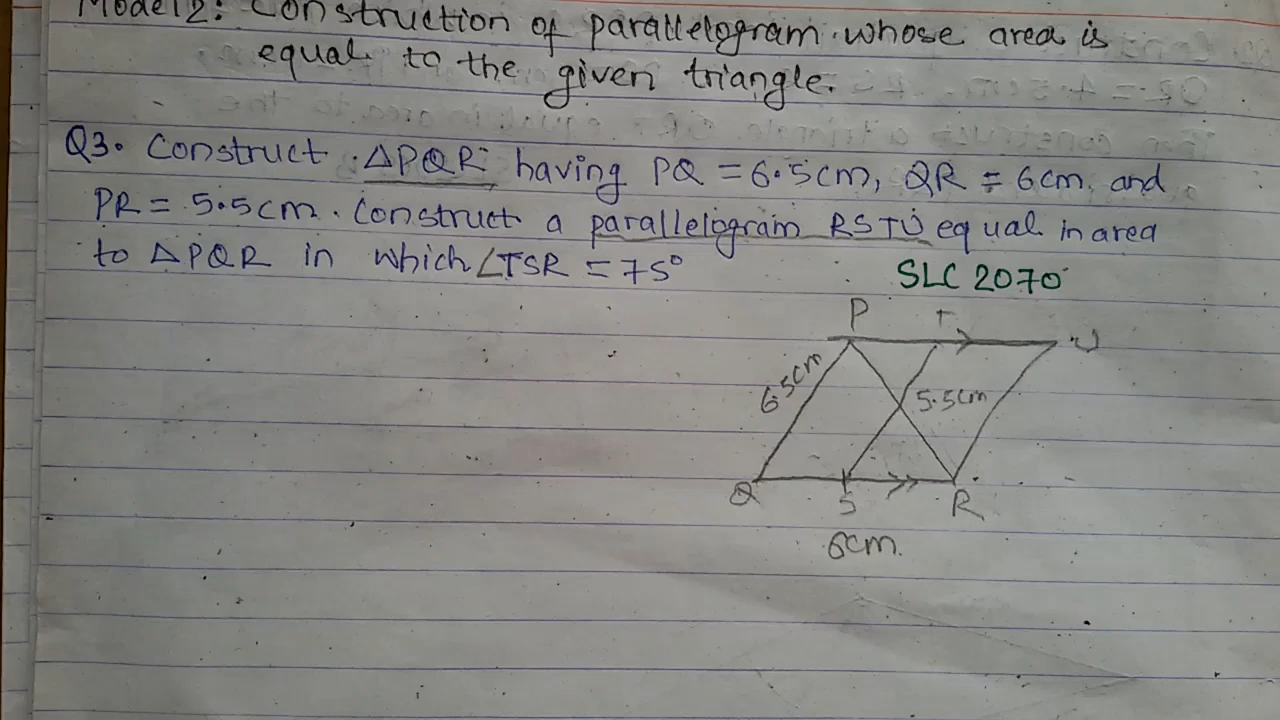 Model 2: Construction of parallelogram whose area is
equal to the given triangle.
Q3. Construct ΔPQR having PQ = 6.5cm, QR = 6cm and
PR = 5.5cm. Construct a parallelogram RSTU equal in area
to ΔPQR in which ∠TSR = 75°
SLC 2070
P T U
6.5cm 5.5cm
Q S R
6cm.